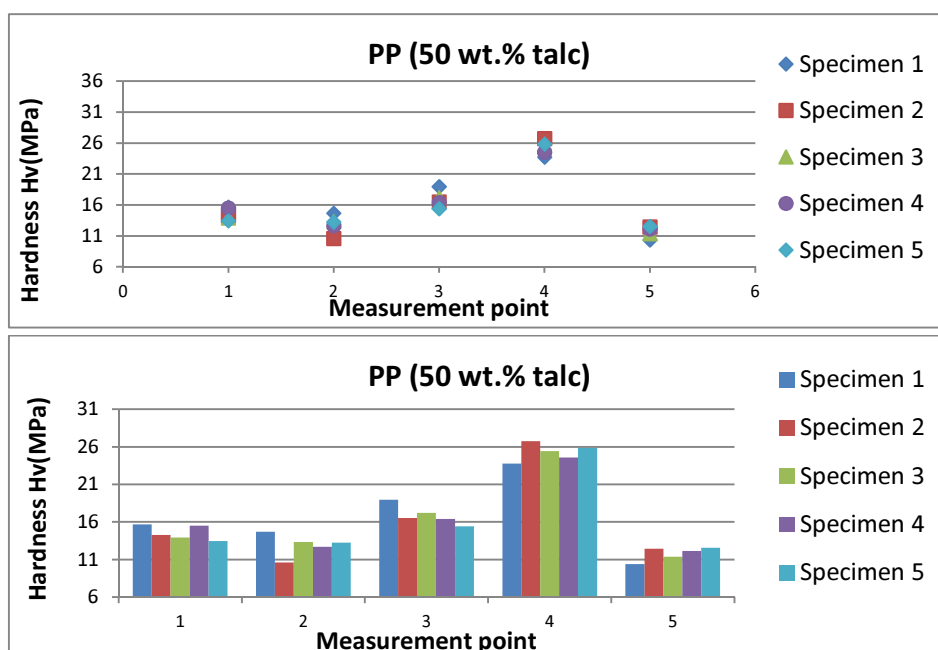 PP (50 wt.% talc)
Hardness Hv(MPa)
36
31
26
21
16
11
6
0 1 2 3 4 5 6
Measurement point
Specimen 1
Specimen 2
Specimen 3
Specimen 4
Specimen 5
PP (50 wt.% talc)
Hardness Hv(MPa)
31
26
21
16
11
6
1 2 3 4 5
Measurement point
Specimen 1
Specimen 2
Specimen 3
Specimen 4
Specimen 5